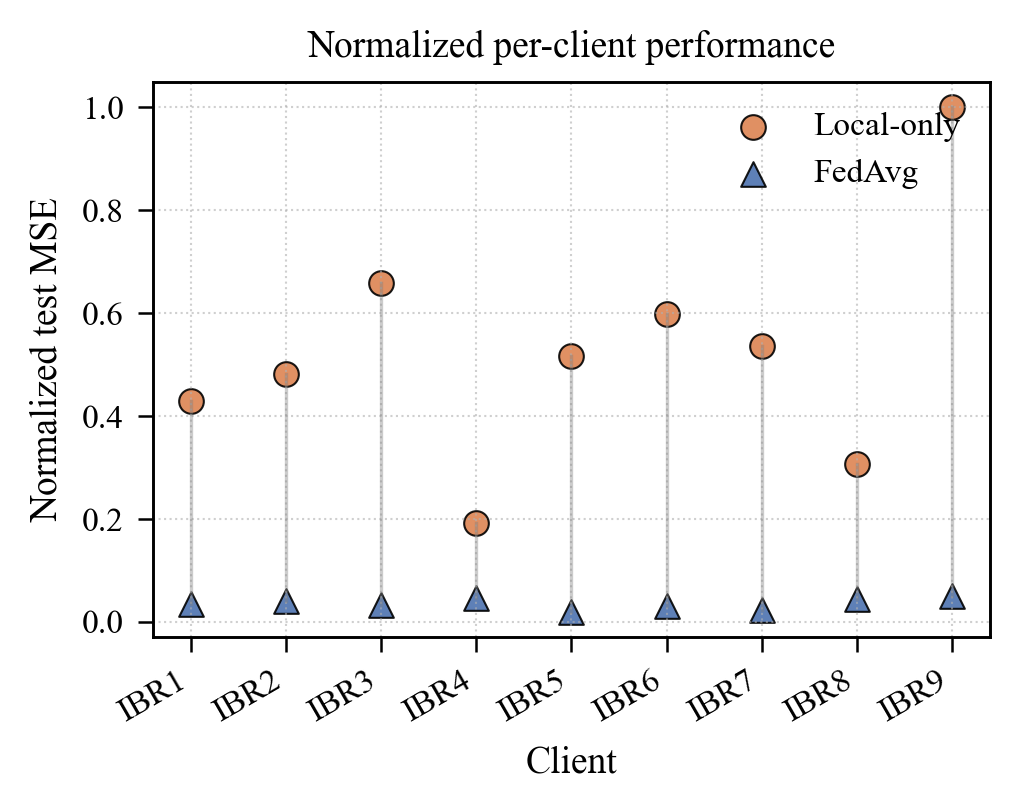 Normalized per-client performance
Normalized test MSE
1.0
0.8
0.6
0.4
0.2
0.0
Local-only
FedAvg
IBR1
IBR2
IBR3
IBR4
IBR5
IBR6
IBR7
IBR8
IBR9
Client